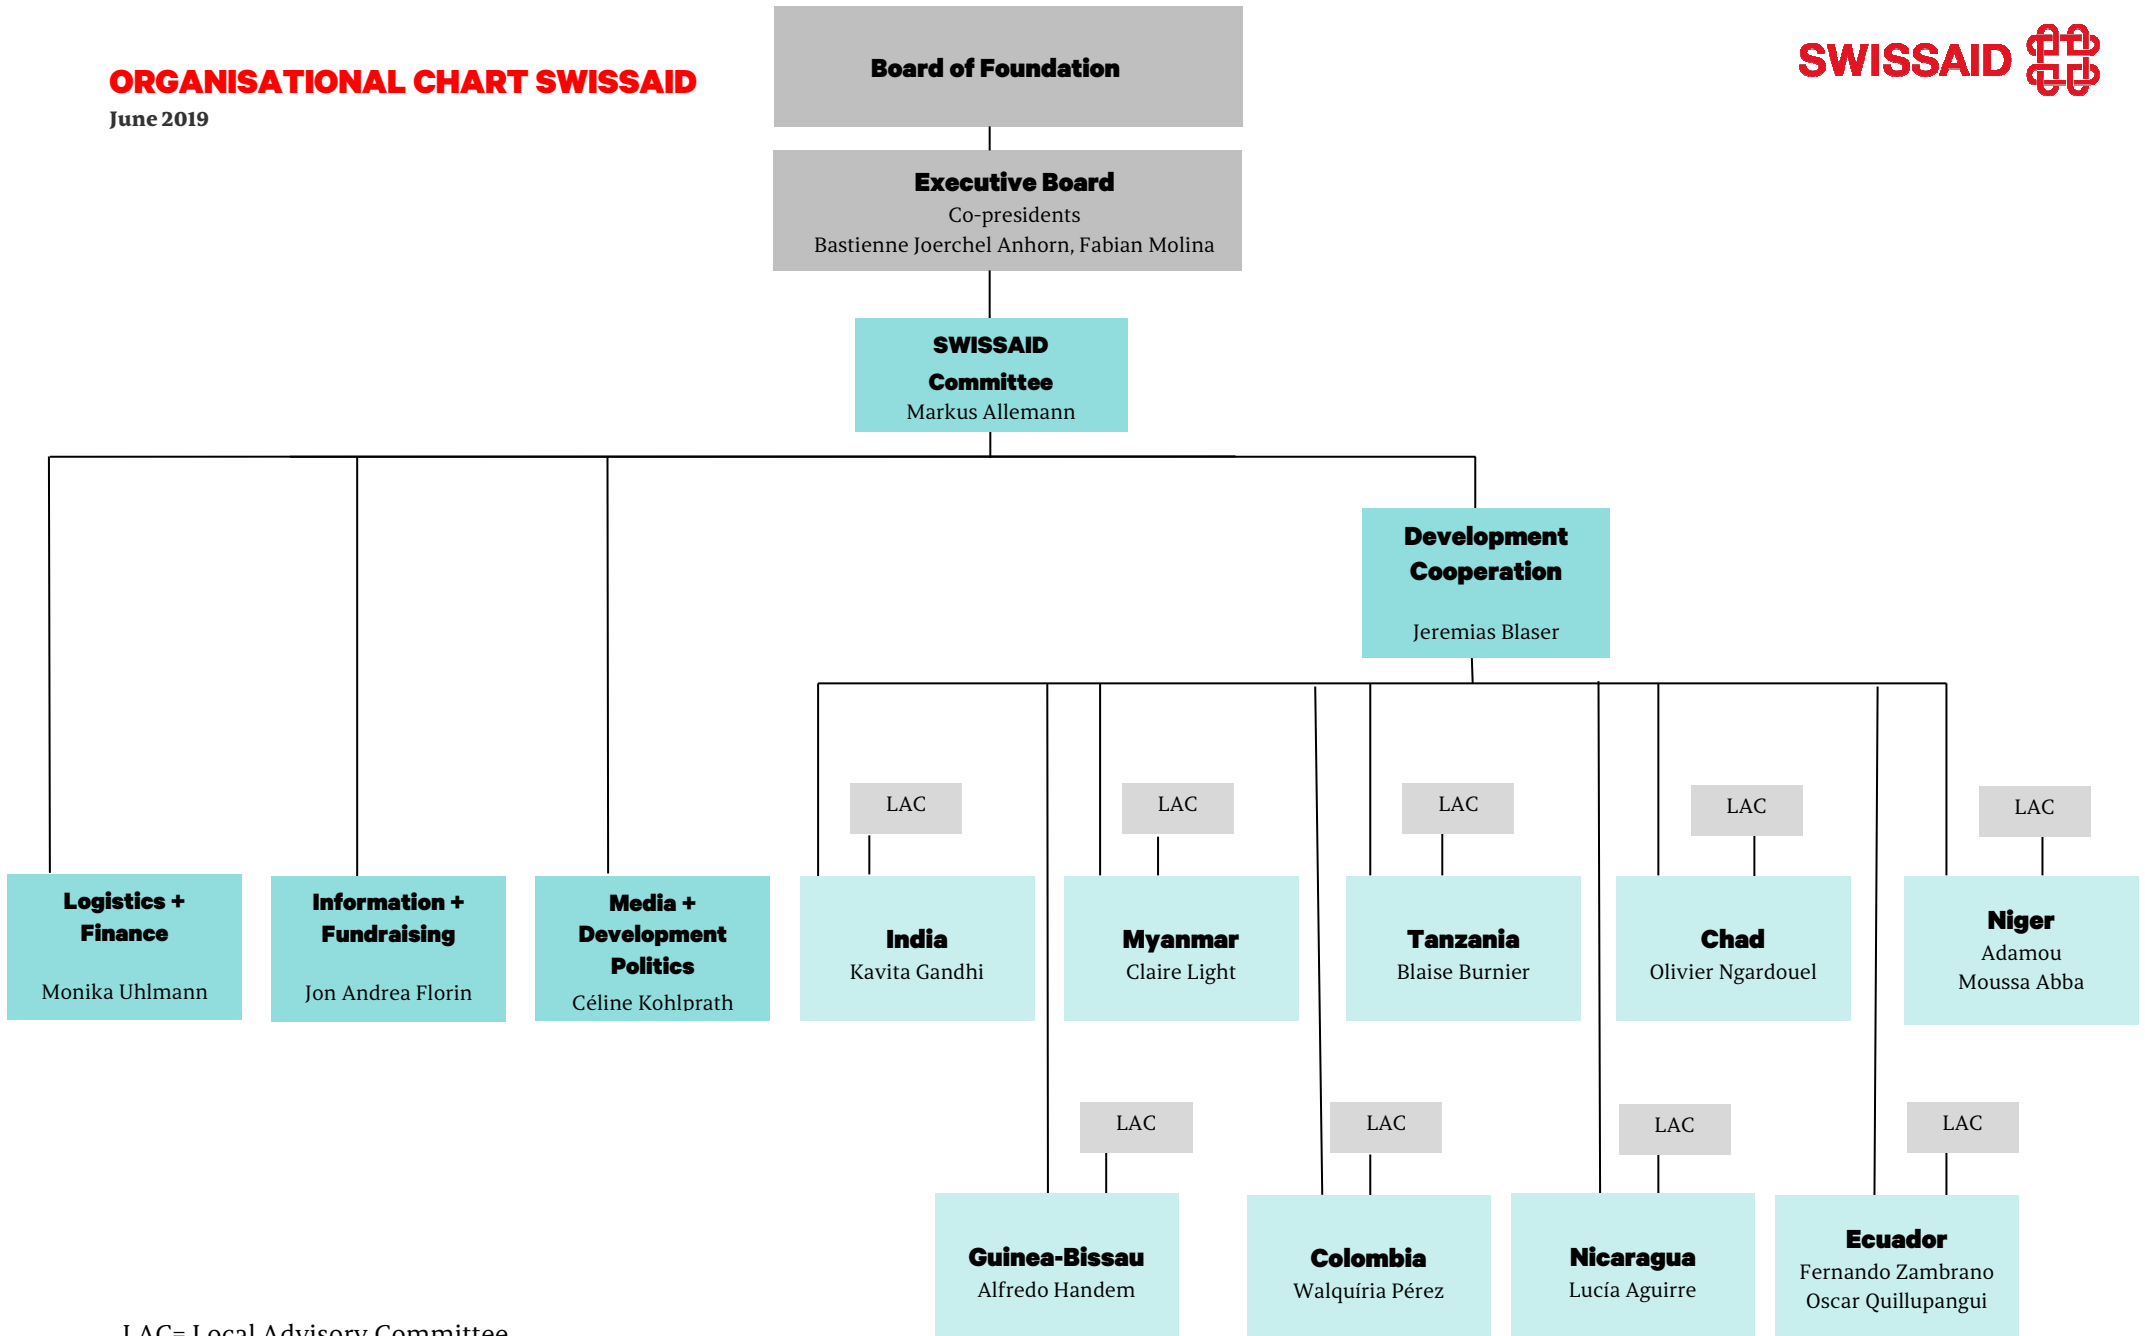 ORGANISATIONAL CHART SWISSAID
June 2019
Board of Foundation
SWISSAID
Executive Board
Co-presidents
Bastienne Joerchel Anhorn, Fabian Molina
SWISSAID
Committee
Markus Allemann
Development
Cooperation
Jeremias Blaser
LAC
LAC
LAC
LAC
LAC
Logistics +
Finance
Monika Uhlmann
Information +
Fundraising
Jon Andrea Florin
Media +
Development
Politics
Céline Kohlprath
India
Kavita Gandhi
Myanmar
Claire Light
Tanzania
Blaise Burnier
Chad
Olivier Ngardouel
Niger
Adamou
Moussa Abba
LAC
LAC
LAC
LAC
Guinea-Bissau
Alfredo Handem
Colombia
Walquíria Pérez
Nicaragua
Lucía Aguirre
Ecuador
Fernando Zambrano
Oscar Quillupangui
LAC= Local Advisory Committee